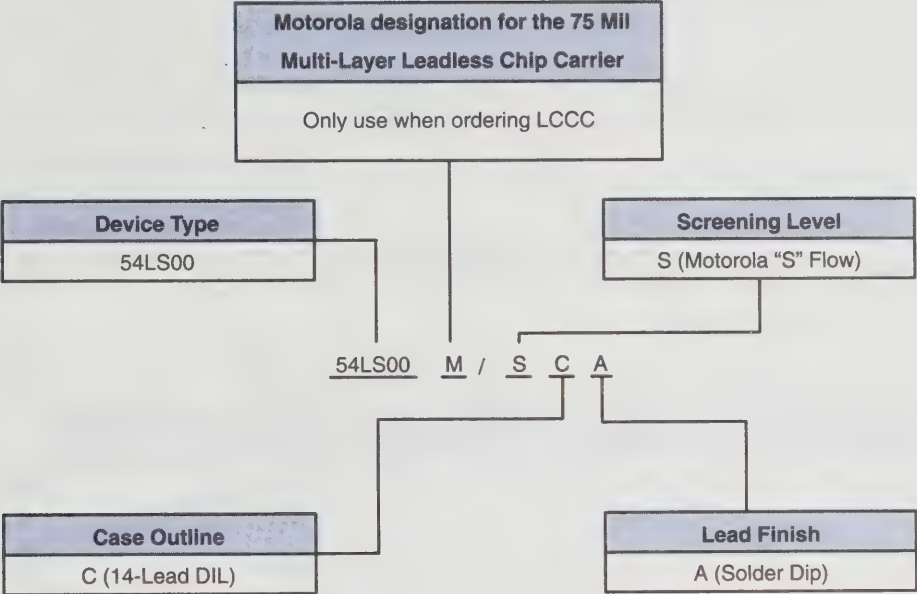 Motorola designation for the 75 Mil
Multi-Layer Leadless Chip Carrier
Only use when ordering LCCC
Device Type
54LS00
Screening Level
S (Motorola “S” Flow)
54LS00 M / S C A
Case Outline
C (14-Lead DIL)
Lead Finish
A (Solder Dip)